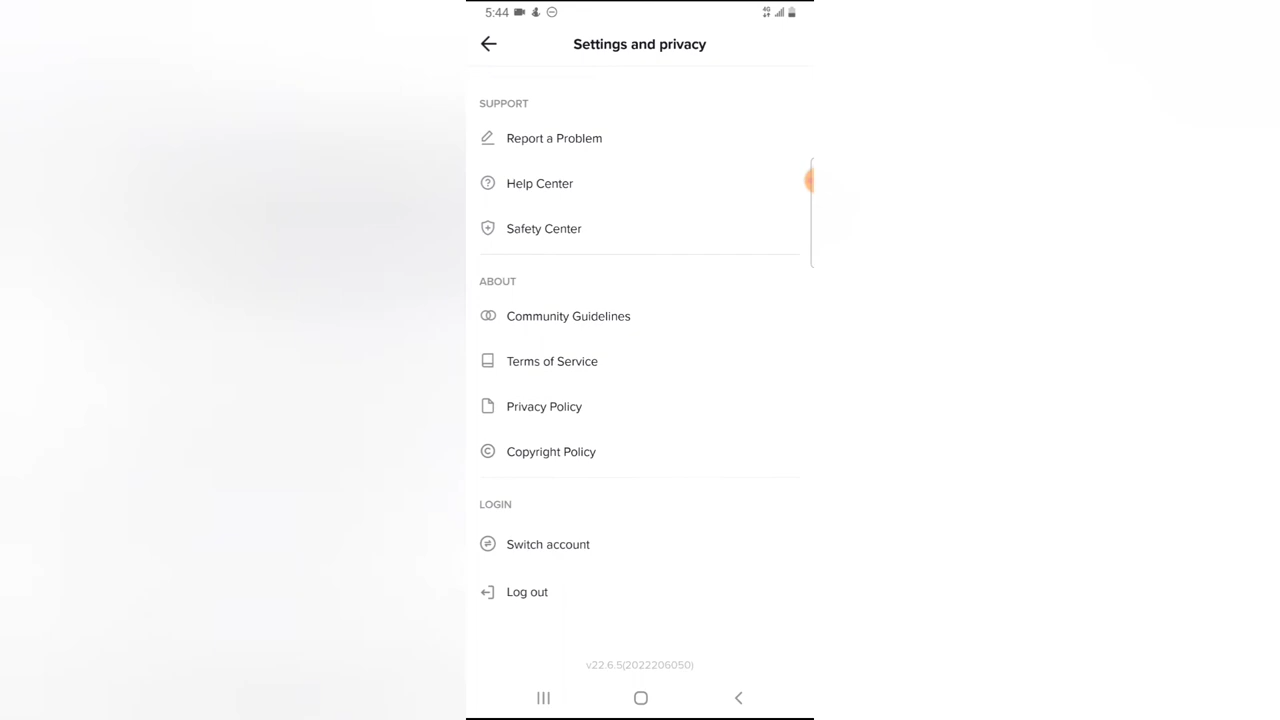 5:44 4G
Settings and privacy
SUPPORT
Report a Problem
Help Center
Safety Center
ABOUT
Community Guidelines
Terms of Service
Privacy Policy
Copyright Policy
LOGIN
Switch account
Log out
v22.6.5(2022206050)